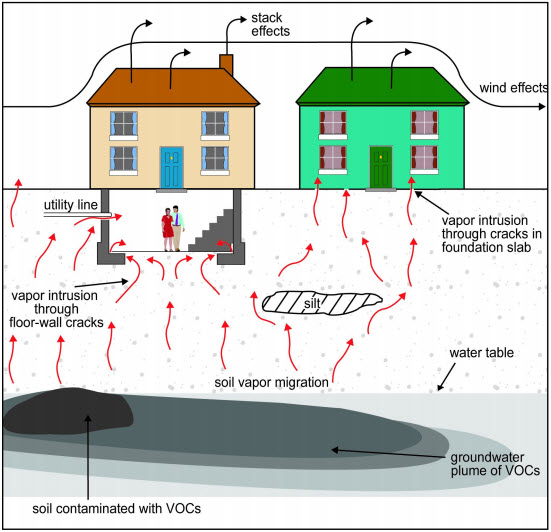 stack
effects
wind effects
utility line
vapor intrusion
through cracks in
foundation slab
vapor intrusion
through
floor-wall cracks
silt
water table
soil vapor migration
groundwater
plume of VOCs
soil contaminated with VOCs